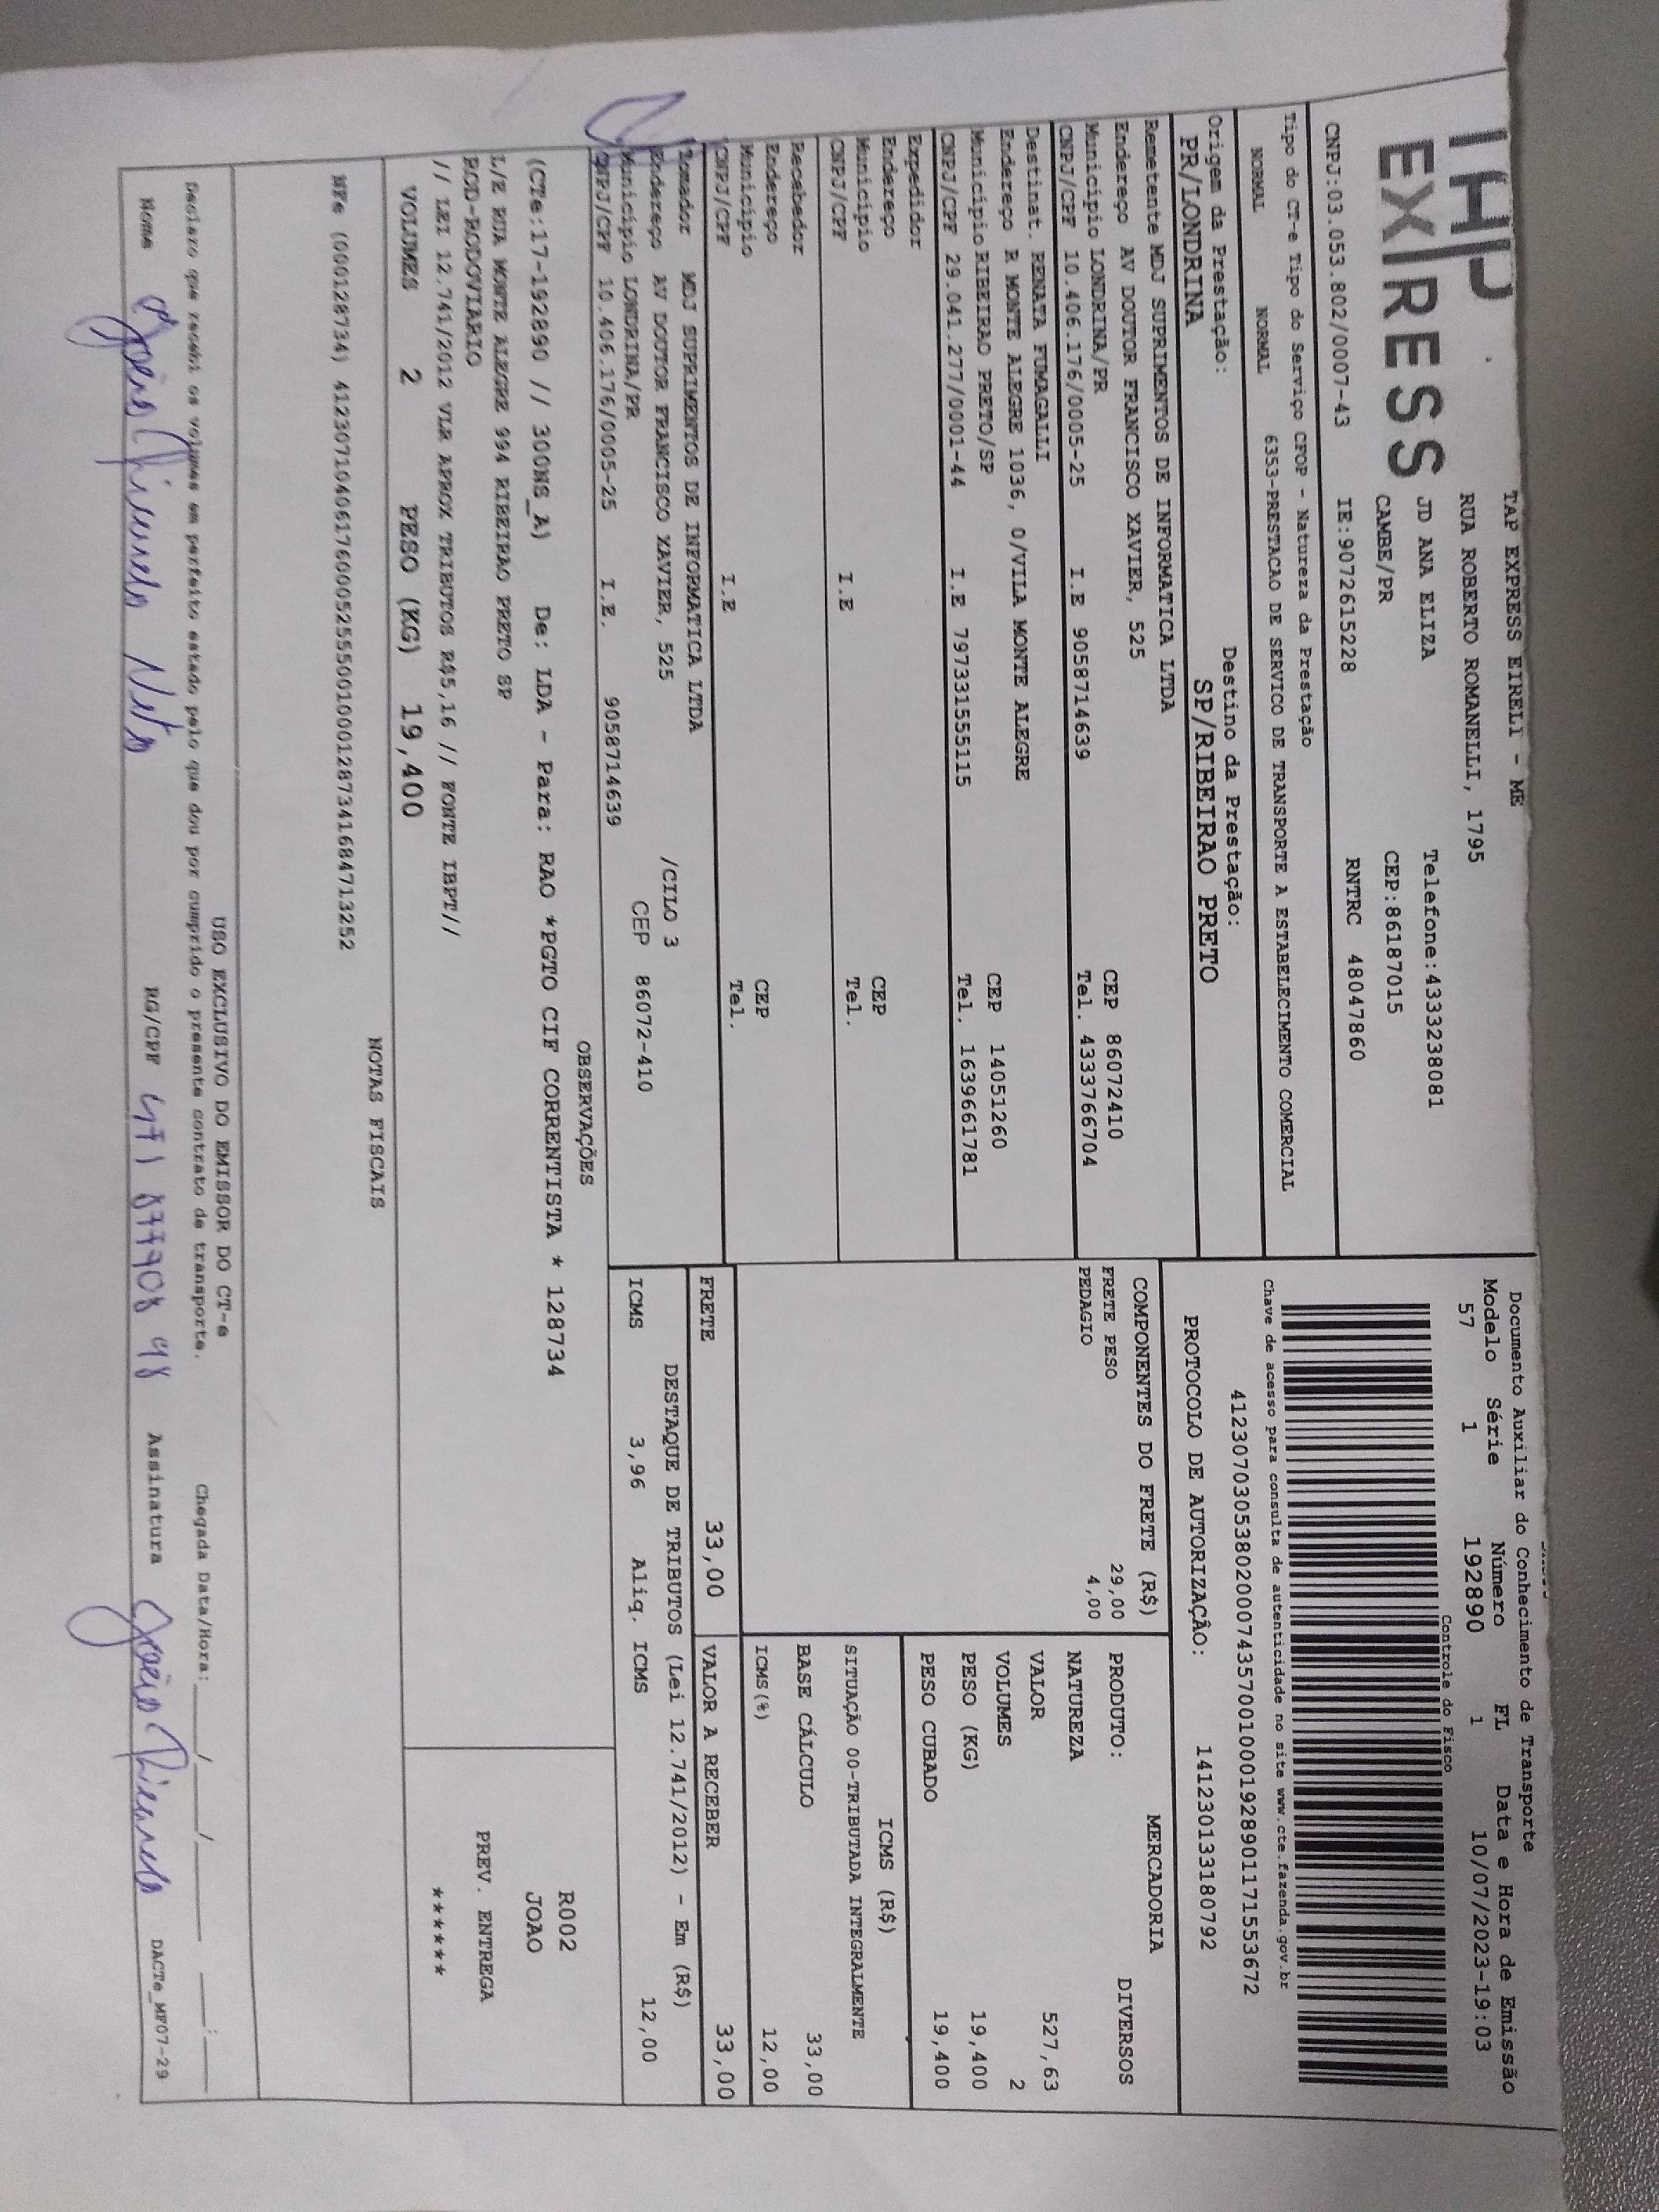 EXPRESS
TAP EXPRESS EIRELI - ME
RUA ROBERTO ROMANELLI, 1795
JD ANA ELIZA Telefone:4333238081
CAMBE/PR CEP:86187015
CNPJ:03.053.802/0007-43 IE:9072615228 RNTRC 48047860
Tipo do CT-e Tipo do Serviço CFOP - Natureza da Prestação
NORMAL NORMAL 6353-PRESTACAO DE SERVICO DE TRANSPORTE A ESTABELECIMENTO COMERCIAL
Origem da Prestação: Destino da Prestação:
PR/LONDRINA SP/RIBEIRAO PRETO
Remetente MDJ SUPRIMENTOS DE INFORMATICA LTDA
Endereço AV DOUTOR FRANCISCO XAVIER, 525 CEP 86072410
Município LONDRINA/PR Tel. 4333766704
CNPJ/CPF 10.406.176/0005-25 I.E 9058714639
Destinat. RENATA FUMAGALLI
Endereço R MONTE ALEGRE 1036, 0/VILA MONTE ALEGRE CEP 14051260
Município RIBEIRAO PRETO/SP Tel. 1639661781
CNPJ/CPF 29.041.277/0001-44 I.E 797331555115
Expedidor
Endereço CEP
Município Tel.
CNPJ/CPF I.E
Recebedor
Endereço CEP
Município Tel.
CNPJ/CPF I.E
Tomador MDJ SUPRIMENTOS DE INFORMATICA LTDA
Endereço AV DOUTOR FRANCISCO XAVIER, 525 /CILO 3
Município LONDRINA/PR CEP 86072-410
CNPJ/CPF 10.406.176/0005-25 I.E. 9058714639
Documento Auxiliar do Conhecimento de Transporte
Modelo Série Número FL Data e Hora de Emissão
57 1 192890 1 10/07/2023-19:03
Controle do Fisco
Chave de acesso para consulta de autenticidade no site www.cte.fazenda.gov.br
41230703053802000743570010001928901171553672
PROTOCOLO DE AUTORIZAÇÃO: 141230133180792
COMPONENTES DO FRETE (R$)
FRETE PESO 29,00
PEDAGIO 4,00
MERCADORIA
PRODUTO: DIVERSOS
NATUREZA
VALOR 527,63
VOLUMES 2
PESO (KG) 19,400
PESO CUBADO 19,400
ICMS (R$)
SITUAÇÃO 00-TRIBUTADA INTEGRALMENTE
BASE CÁLCULO 33,00
ICMS(%) 12,00
FRETE 33,00 VALOR A RECEBER 33,00
DESTAQUE DE TRIBUTOS (Lei 12.741/2012) - Em (R$)
ICMS 3,96 Aliq. ICMS 12,00
OBSERVAÇÕES
(CTe:17-192890 // 300NS_A) De: LDA - Para: RAO *PGTO CIF CORRENTISTA * 128734
L/E RUA MONTE ALEGRE 994 RIBEIRAO PRETO SP
ROD-RODOVIARIO
// LEI 12.741/2012 VLR APROX TRIBUTOS R$5,16 // FONTE IBPT//
VOLUMES 2 PESO (KG) 19,400
R002
JOAO
PREV. ENTREGA
******
NOTAS FISCAIS
NFe (000128734) 41230710406176000525550010001287341684713252
USO EXCLUSIVO DO EMISSOR DO CT-e
Declaro que recebi os volumes em perfeito estado pelo que dou por cumprido o presente contrato de transporte. Chegada Data/Hora: ____/____/______ ___:___
Nome RG/CPF Assinatura DACTe_MF07-29